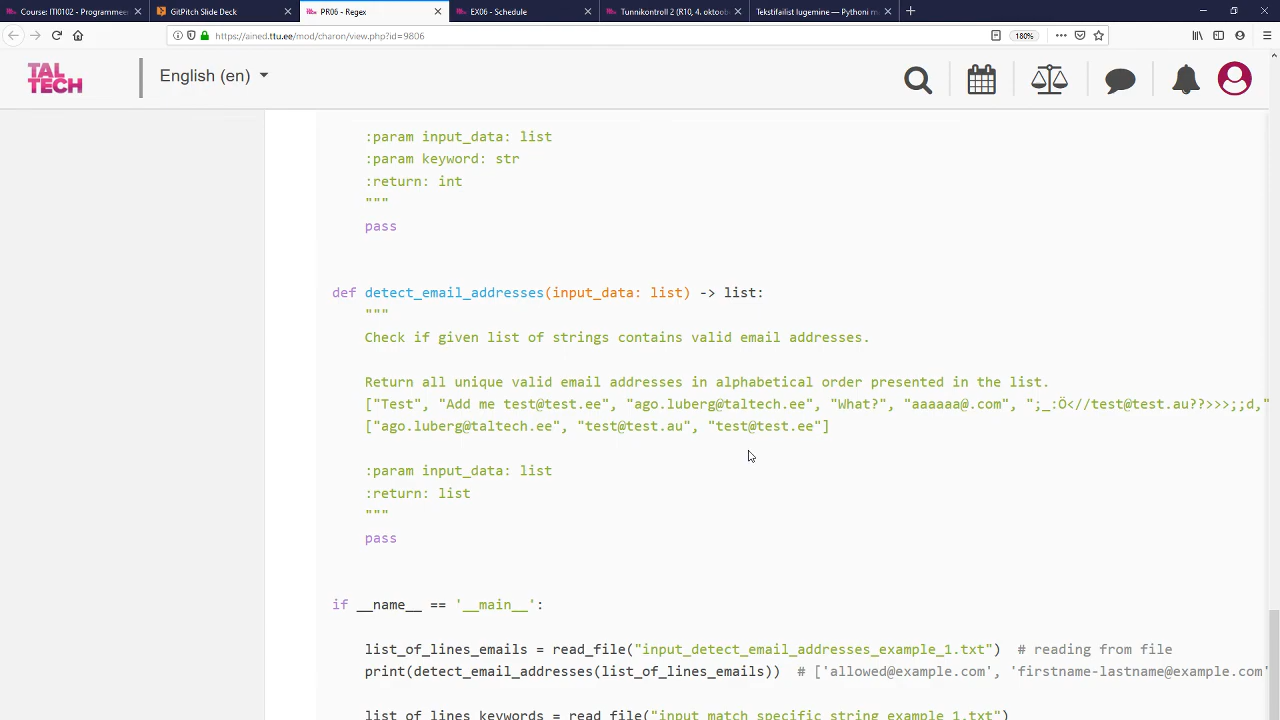 Course: ITI0102 - Programmeer
GitPitch Slide Deck
PR06 - Regex
EX06 - Schedule
Tunnikontroll 2 (R10, 4. oktoob
Tekstifailist lugemine — Pythoni m
https://ained.ttu.ee/mod/charon/view.php?id=9806
180%
TAL
TECH
English (en)
:param input_data: list
:param keyword: str
:return: int
"""
pass
def detect_email_addresses(input_data: list) -> list:
"""
Check if given list of strings contains valid email addresses.
Return all unique valid email addresses in alphabetical order presented in the list.
["Test", "Add me test@test.ee", "ago.luberg@taltech.ee", "What?", "aaaaaa@.com", ";_:Ö<//test@test.au??>>>;;d,"
["ago.luberg@taltech.ee", "test@test.au", "test@test.ee"]
:param input_data: list
:return: list
"""
pass
if __name__ == '__main__':
list_of_lines_emails = read_file("input_detect_email_addresses_example_1.txt") # reading from file
print(detect_email_addresses(list_of_lines_emails)) # ['allowed@example.com', 'firstname-lastname@example.com'
list_of_lines_keywords = read_file("input_match_specific_string_example_1.txt")